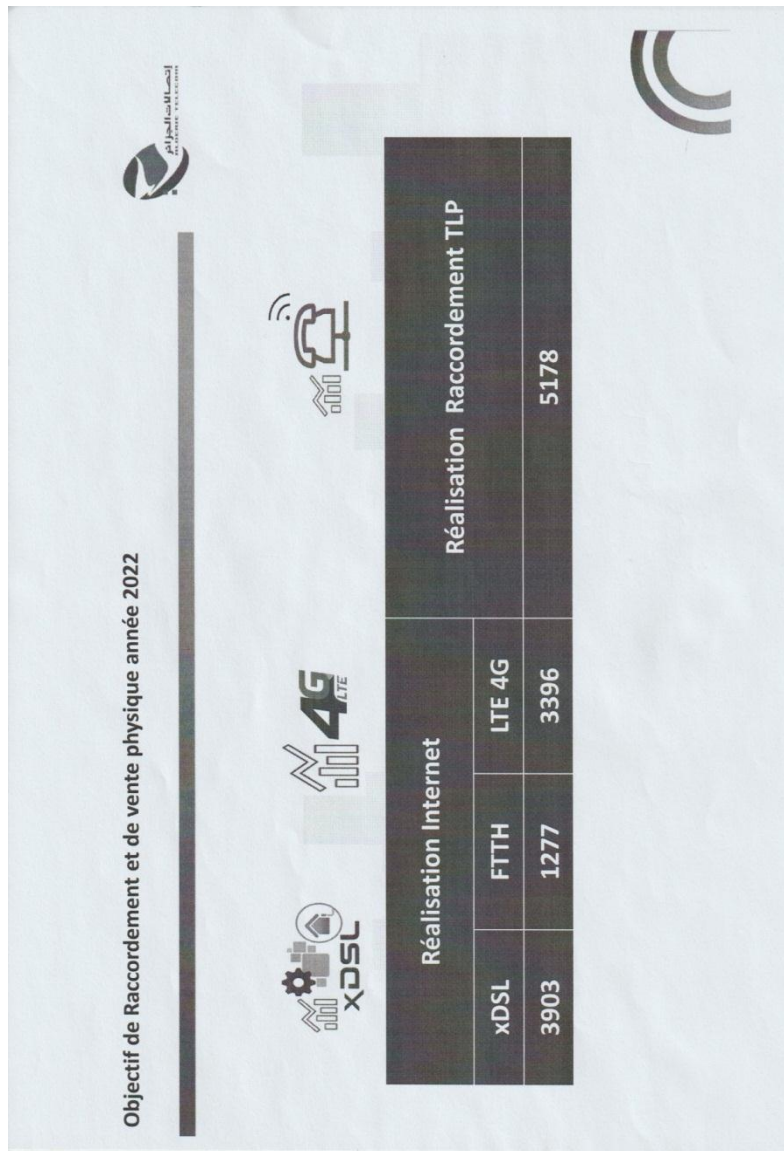 Objectif de Raccordement et de vente physique année 2022
إتصالات الجزائر
ALGERIE TELECOM
xDSL
4G
LTE
Réalisation Internet
Réalisation Raccordement TLP
xDSL
FTTH
LTE 4G
3903
1277
3396
5178